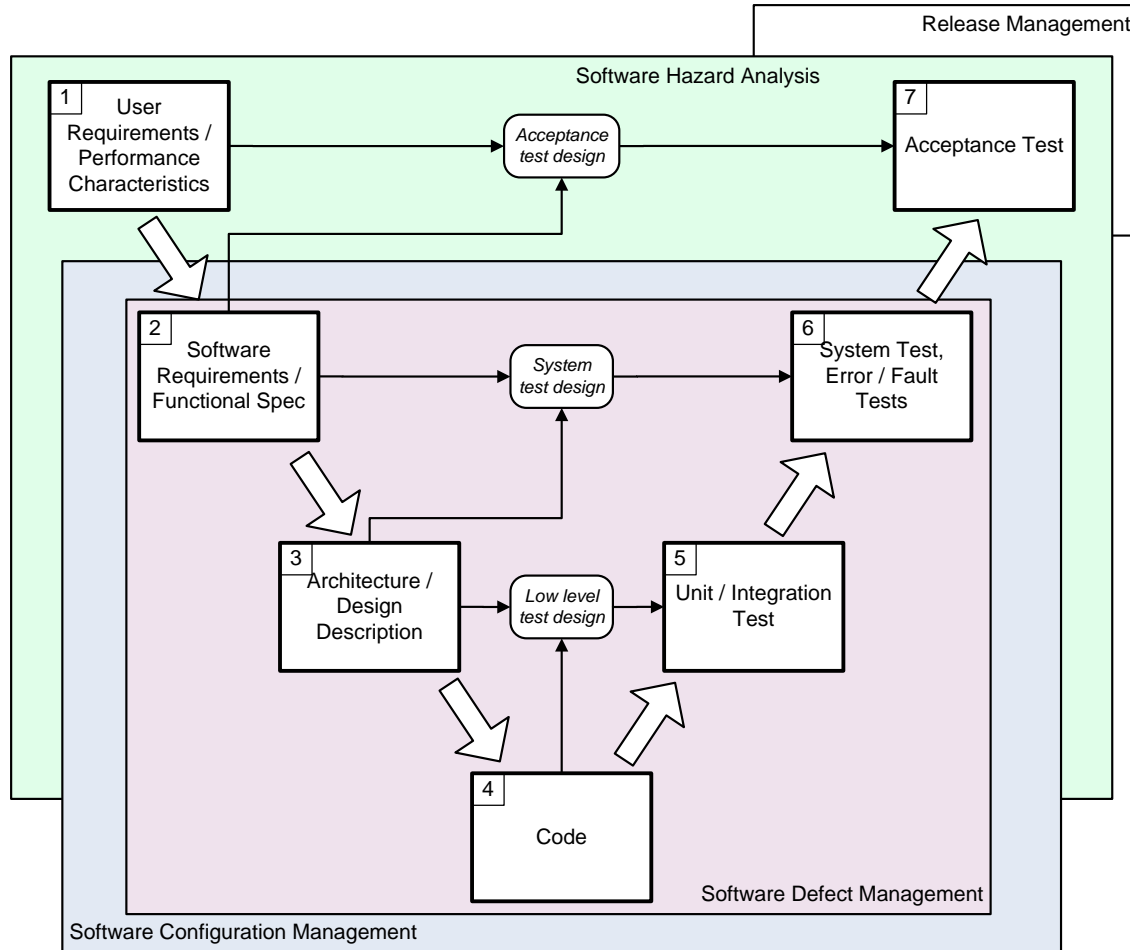 Release Management
Software Hazard Analysis
1
User
Requirements /
Performance
Characteristics
Acceptance
test design
7
Acceptance Test
2
Software
Requirements /
Functional Spec
System
test design
6
System Test,
Error / Fault
Tests
3
Architecture /
Design
Description
Low level
test design
5
Unit / Integration
Test
4
Code
Software Defect Management
Software Configuration Management